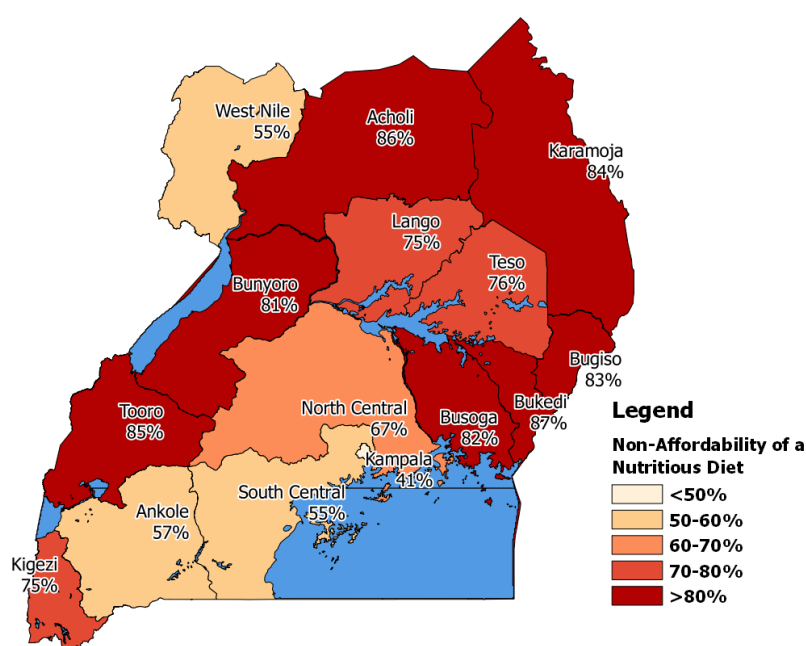 West Nile
55%
Acholi
86%
Karamoja
84%
Lango
75%
Teso
76%
Bunyoro
81%
Bugiso
83%
Tooro
85%
North Central
67%
Busoga
82%
Bukedi
87%
Kampala
41%
South Central
55%
Ankole
57%
Kigezi
75%
Legend
Non-Affordability of a
Nutritious Diet
<50%
50-60%
60-70%
70-80%
>80%